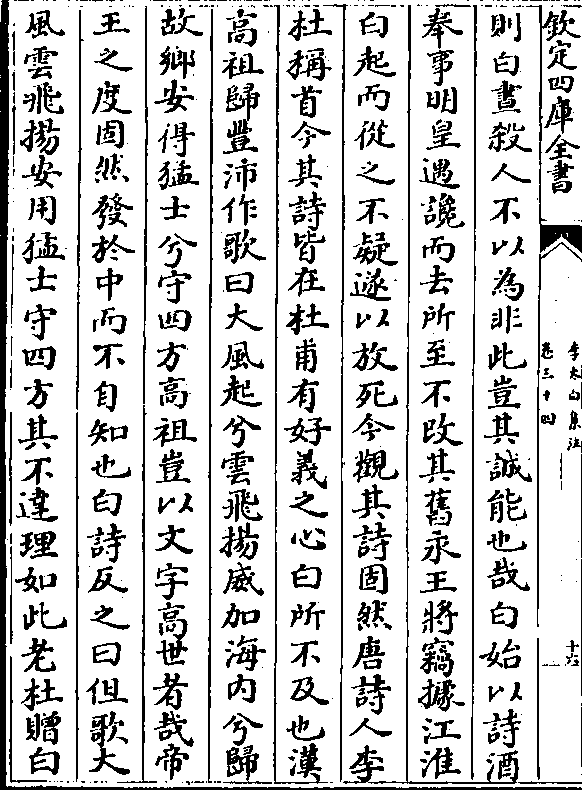 欽定四庫全書
李太白集注
卷三十四
十六
則白晝殺人不以為非此豈其誠能也哉白始以詩酒
奉事明皇遇讒而去所至不改其舊永王將竊據江淮
白起而從之不疑遂以放死今觀其詩固然唐詩人李
杜稱首今其詩皆在杜甫有好義之心白所不及也漢
高祖歸豐沛作歌曰大風起兮雲飛揚威加海内兮歸
故鄉安得猛士兮守四方高祖豈以文字高世者哉帝
王之度固然發於中而不自知也白詩反之曰但歌大
風雲飛揚安用猛士守四方其不達理如此老杜贈白